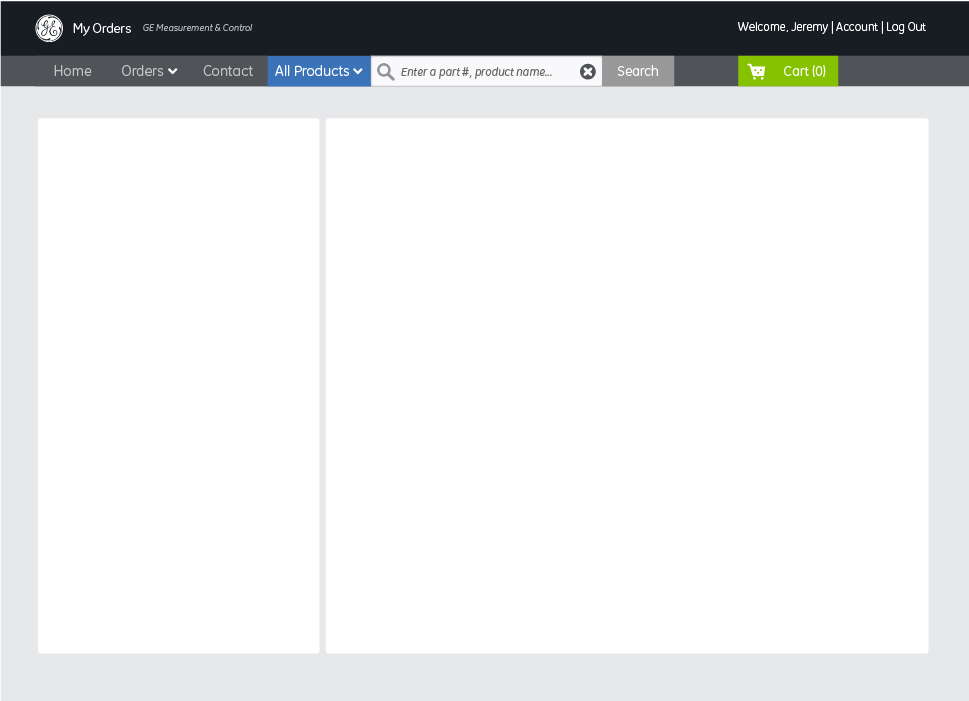 My Orders GE Measurement & Control
Welcome, Jeremy | Account | Log Out
Home Orders Contact All Products Enter a part #, product name... Search Cart (0)